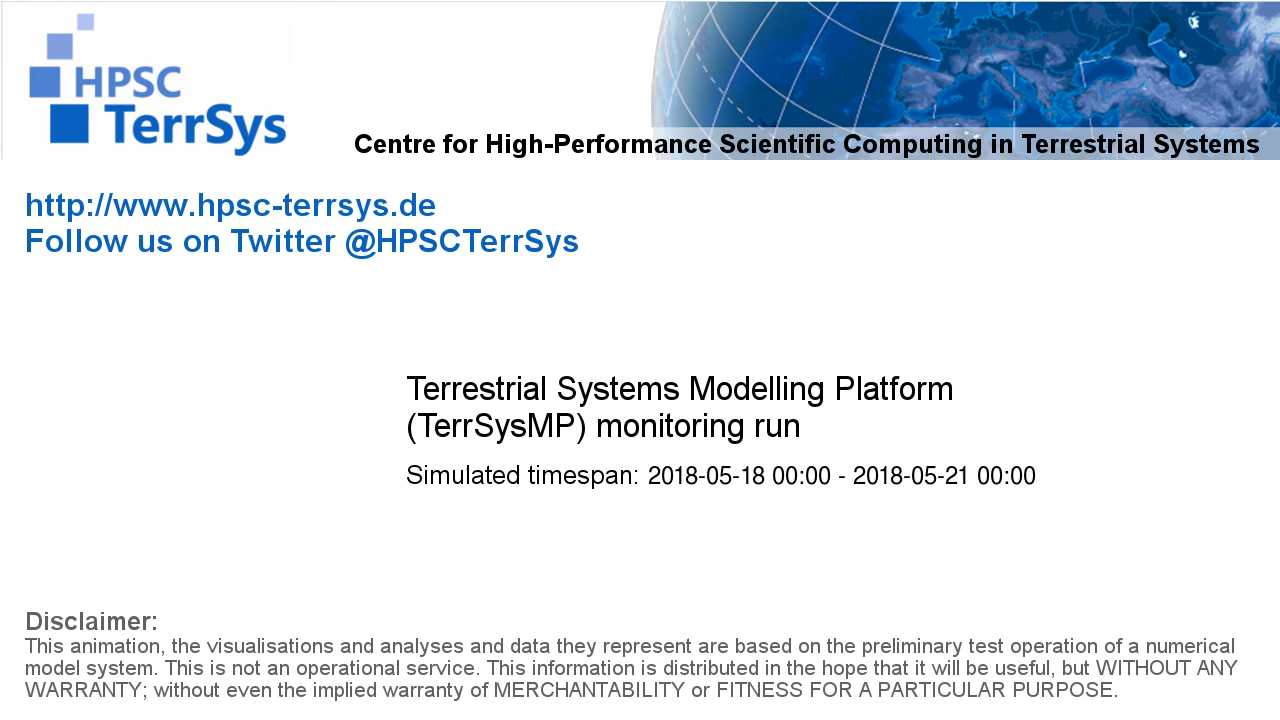 HPSC
TerrSys
Centre for High-Performance Scientific Computing in Terrestrial Systems
http://www.hpsc-terrsys.de
Follow us on Twitter @HPSCTerrSys
Terrestrial Systems Modelling Platform
(TerrSysMP) monitoring run
Simulated timespan: 2018-05-18 00:00 - 2018-05-21 00:00
Disclaimer:
This animation, the visualisations and analyses and data they represent are based on the preliminary test operation of a numerical
model system. This is not an operational service. This information is distributed in the hope that it will be useful, but WITHOUT ANY
WARRANTY; without even the implied warranty of MERCHANTABILITY or FITNESS FOR A PARTICULAR PURPOSE.